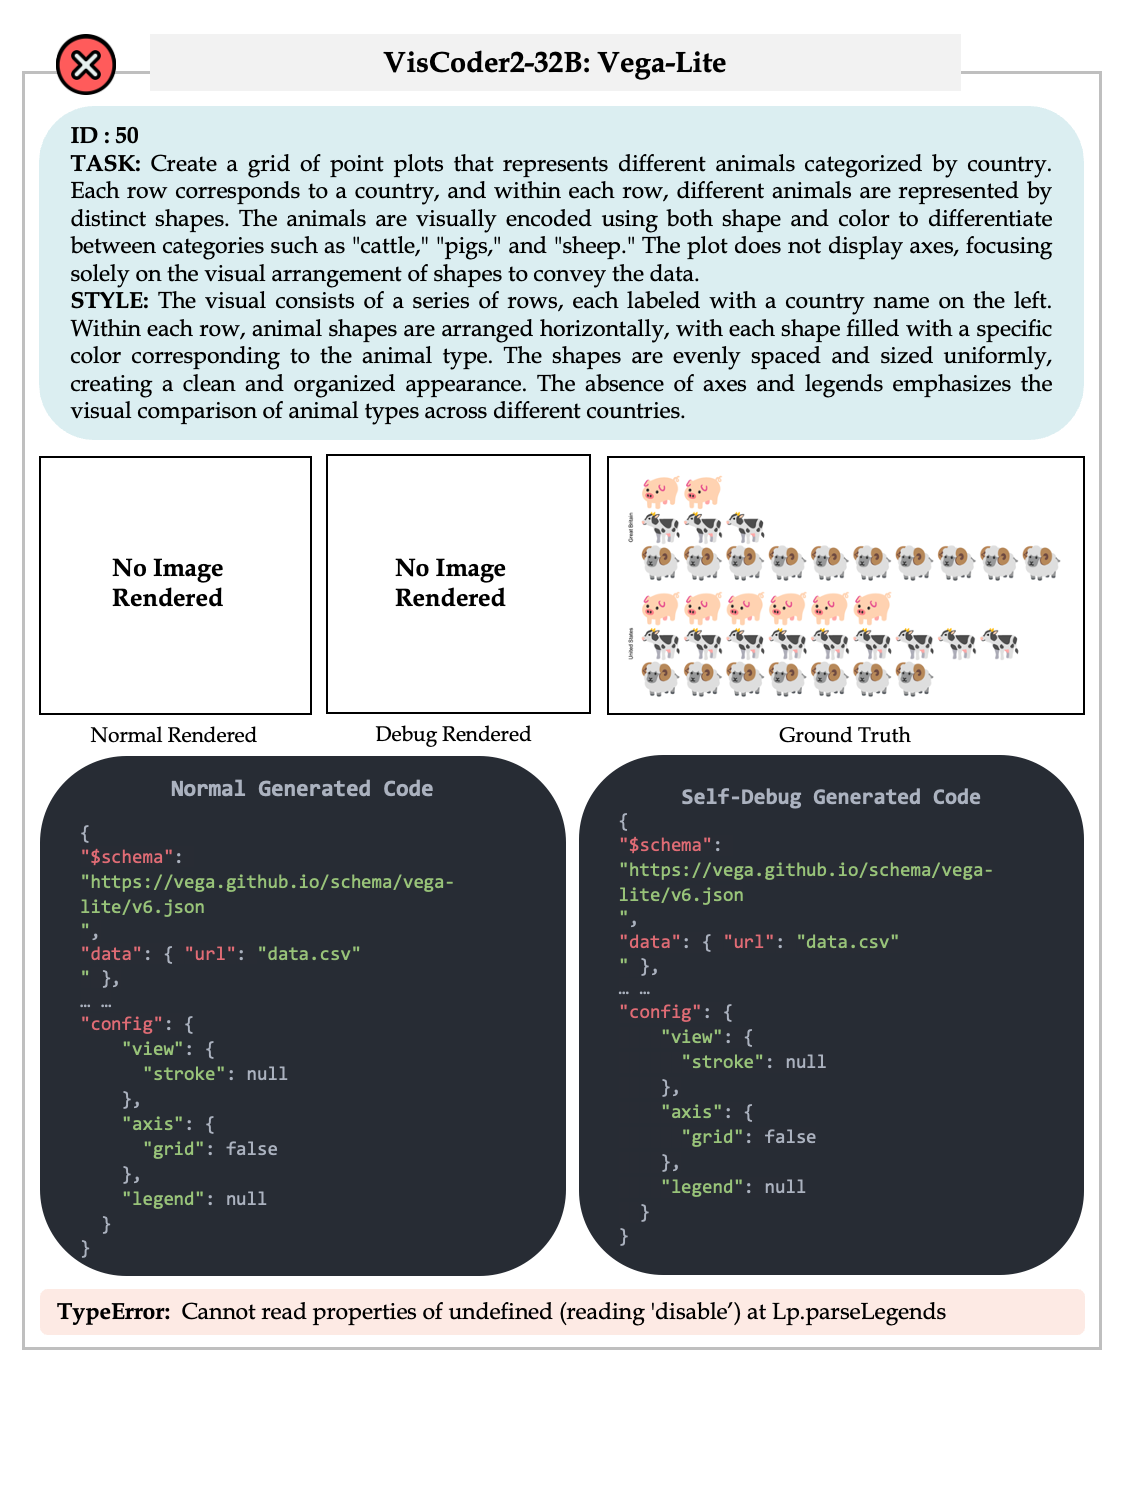 VisCoder2-32B: Vega-Lite
ID : 50
TASK: Create a grid of point plots that represents different animals categorized by country.
Each row corresponds to a country, and within each row, different animals are represented by
distinct shapes. The animals are visually encoded using both shape and color to differentiate
between categories such as "cattle," "pigs," and "sheep." The plot does not display axes, focusing
solely on the visual arrangement of shapes to convey the data.
STYLE: The visual consists of a series of rows, each labeled with a country name on the left.
Within each row, animal shapes are arranged horizontally, with each shape filled with a specific
color corresponding to the animal type. The shapes are evenly spaced and sized uniformly,
creating a clean and organized appearance. The absence of axes and legends emphasizes the
visual comparison of animal types across different countries.
No Image
Rendered
No Image
Rendered
Great Britain
United States
Normal Rendered
Debug Rendered
Ground Truth
Normal Generated Code
{
"$schema":
"https://vega.github.io/schema/vega-
lite/v6.json
",
"data": { "url": "data.csv"
" },
… …
"config": {
"view": {
"stroke": null
},
"axis": {
"grid": false
},
"legend": null
}
}
Self-Debug Generated Code
{
"$schema":
"https://vega.github.io/schema/vega-
lite/v6.json
",
"data": { "url": "data.csv"
" },
… …
"config": {
"view": {
"stroke": null
},
"axis": {
"grid": false
},
"legend": null
}
}
TypeError: Cannot read properties of undefined (reading 'disable’) at Lp.parseLegends